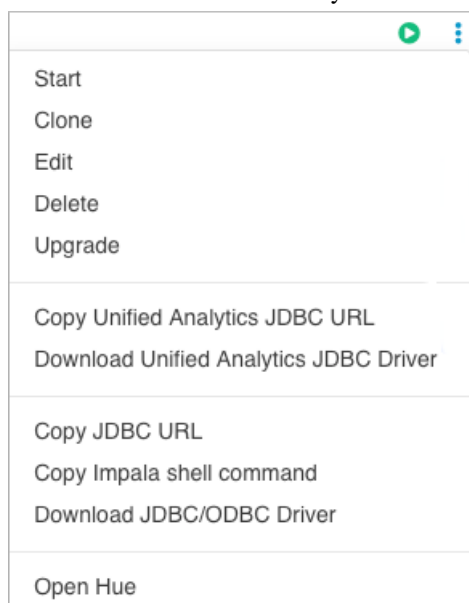 Start
Clone
Edit
Delete
Upgrade
Copy Unified Analytics JDBC URL
Download Unified Analytics JDBC Driver
Copy JDBC URL
Copy Impala shell command
Download JDBC/ODBC Driver
Open Hue